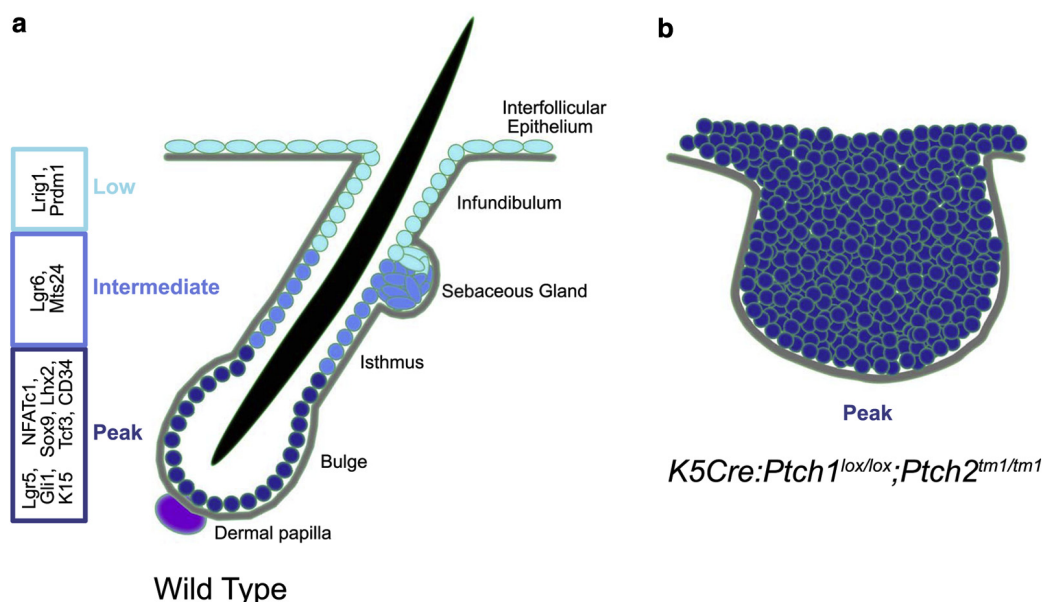 a
Interfollicular
Epithelium
Lrig1,
Prdm1
Low
Infundibulum
Lgr6,
Mts24
Intermediate
Sebaceous Gland
Isthmus
NFATc1,
Sox9, Lhx2,
Tcf3, CD34
Lgr5,
Gli1,
K15
Peak
Bulge
Dermal papilla
Wild Type
b
Peak
K5Cre:Ptch1lox/lox;Ptch2tm1/tm1